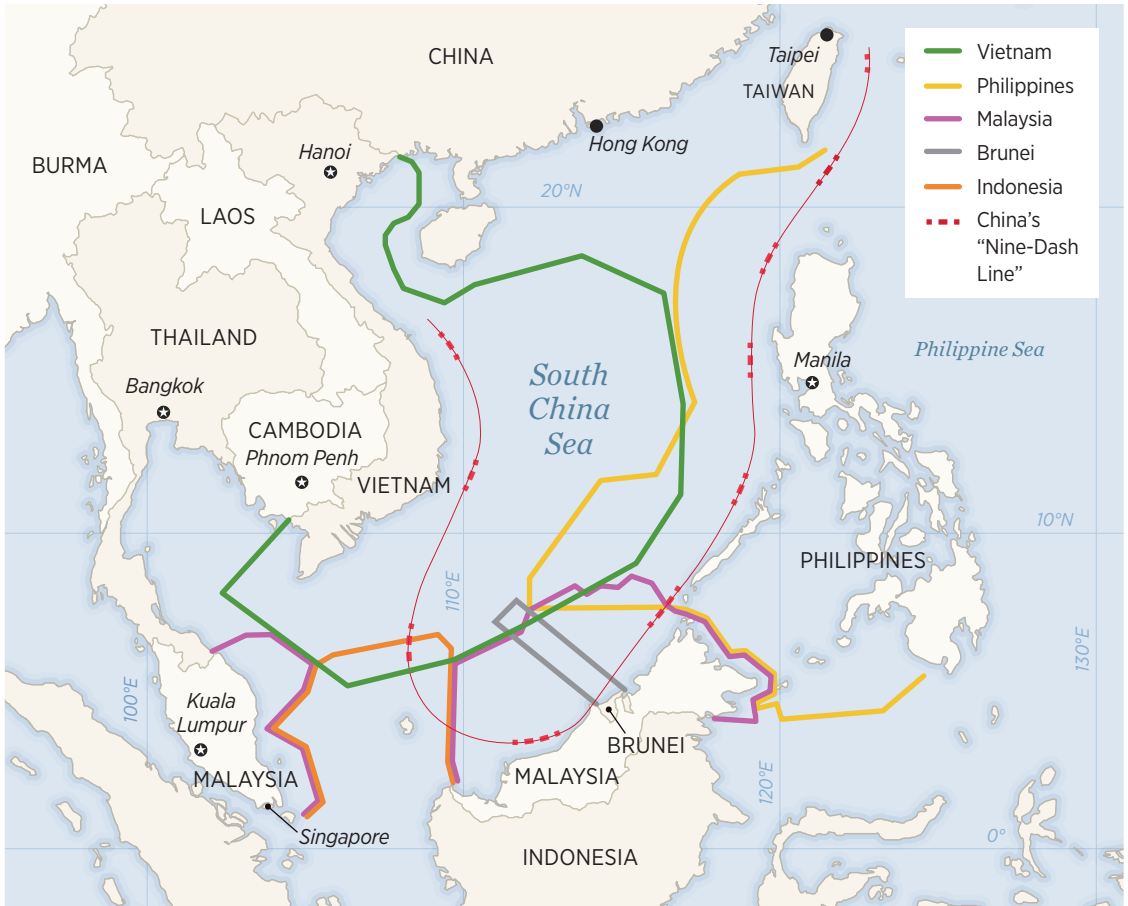 CHINA
Taipei
TAIWAN
Hong Kong
BURMA
Hanoi
LAOS
20°N
Vietnam
Philippines
Malaysia
Brunei
Indonesia
China's
"Nine-Dash
Line"
THAILAND
Bangkok
South
China
Sea
Manila
Philippine Sea
CAMBODIA
Phnom Penh
VIETNAM
10°N
PHILIPPINES
110°E
130°E
100°E
Kuala
Lumpur
MALAYSIA
BRUNEI
MALAYSIA
120°E
Singapore
INDONESIA
0°